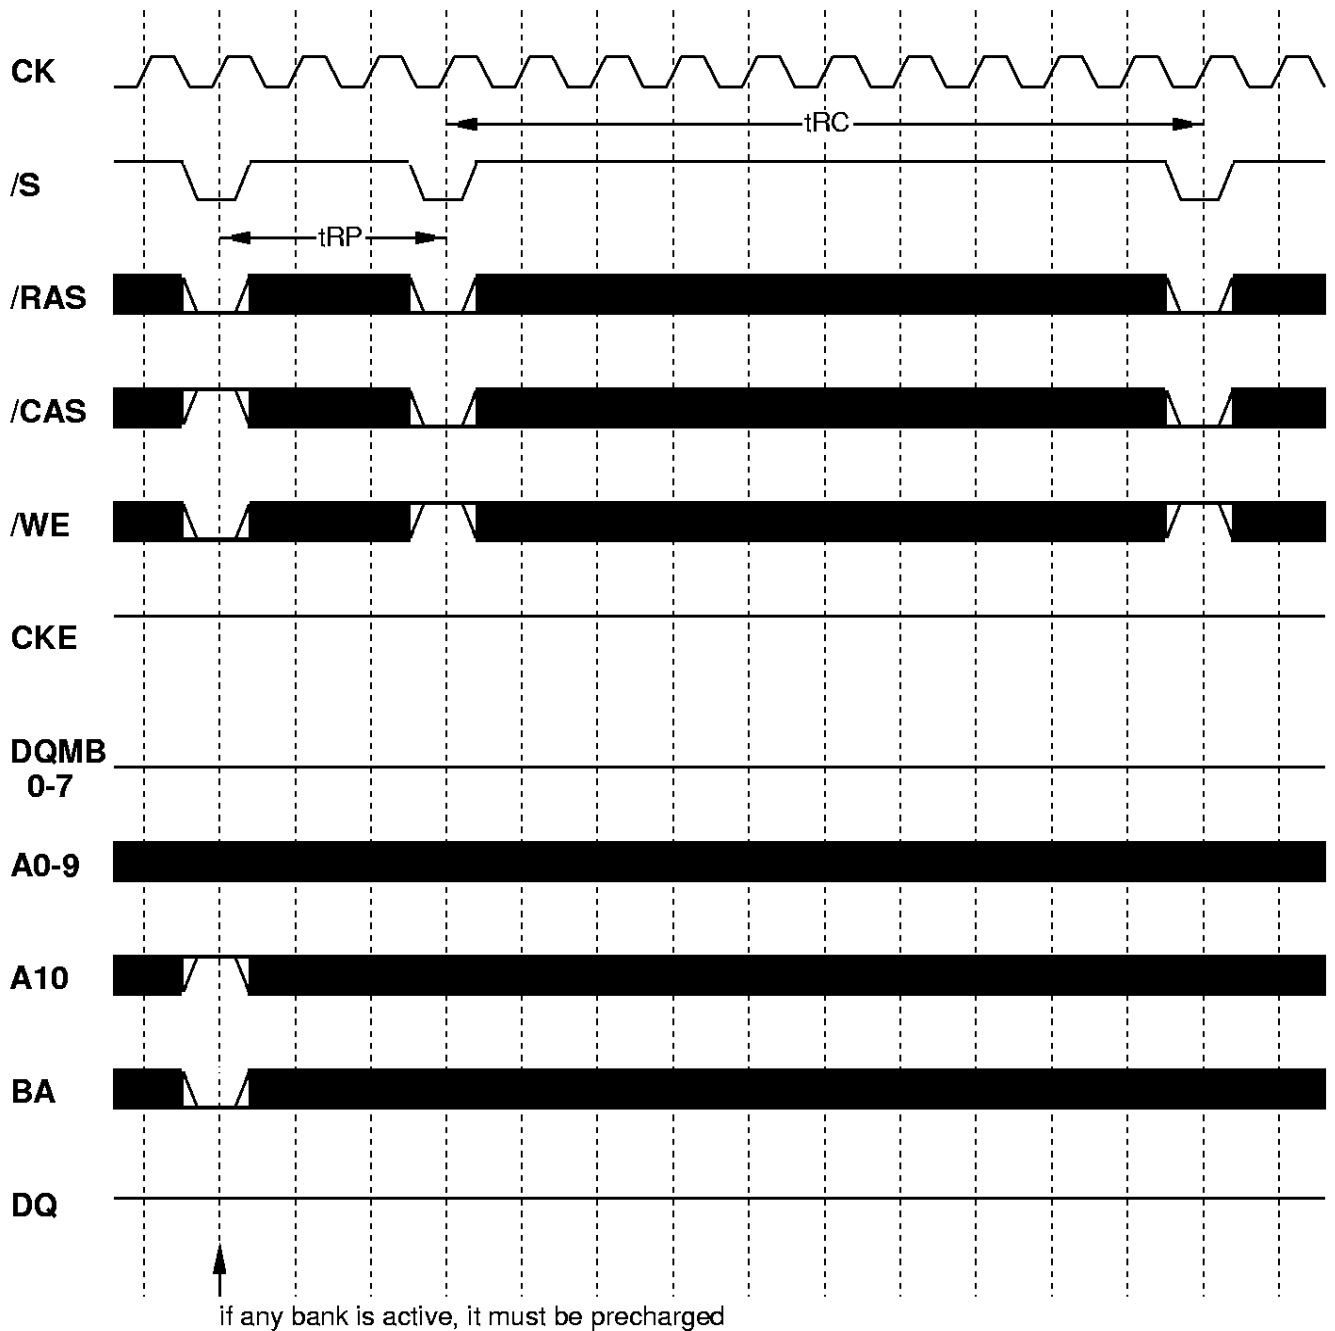 CK
tRC
/S
tRP
/RAS
/CAS
/WE
CKE
DQMB
0-7
A0-9
A10
BA
DQ
if any bank is active, it must be precharged